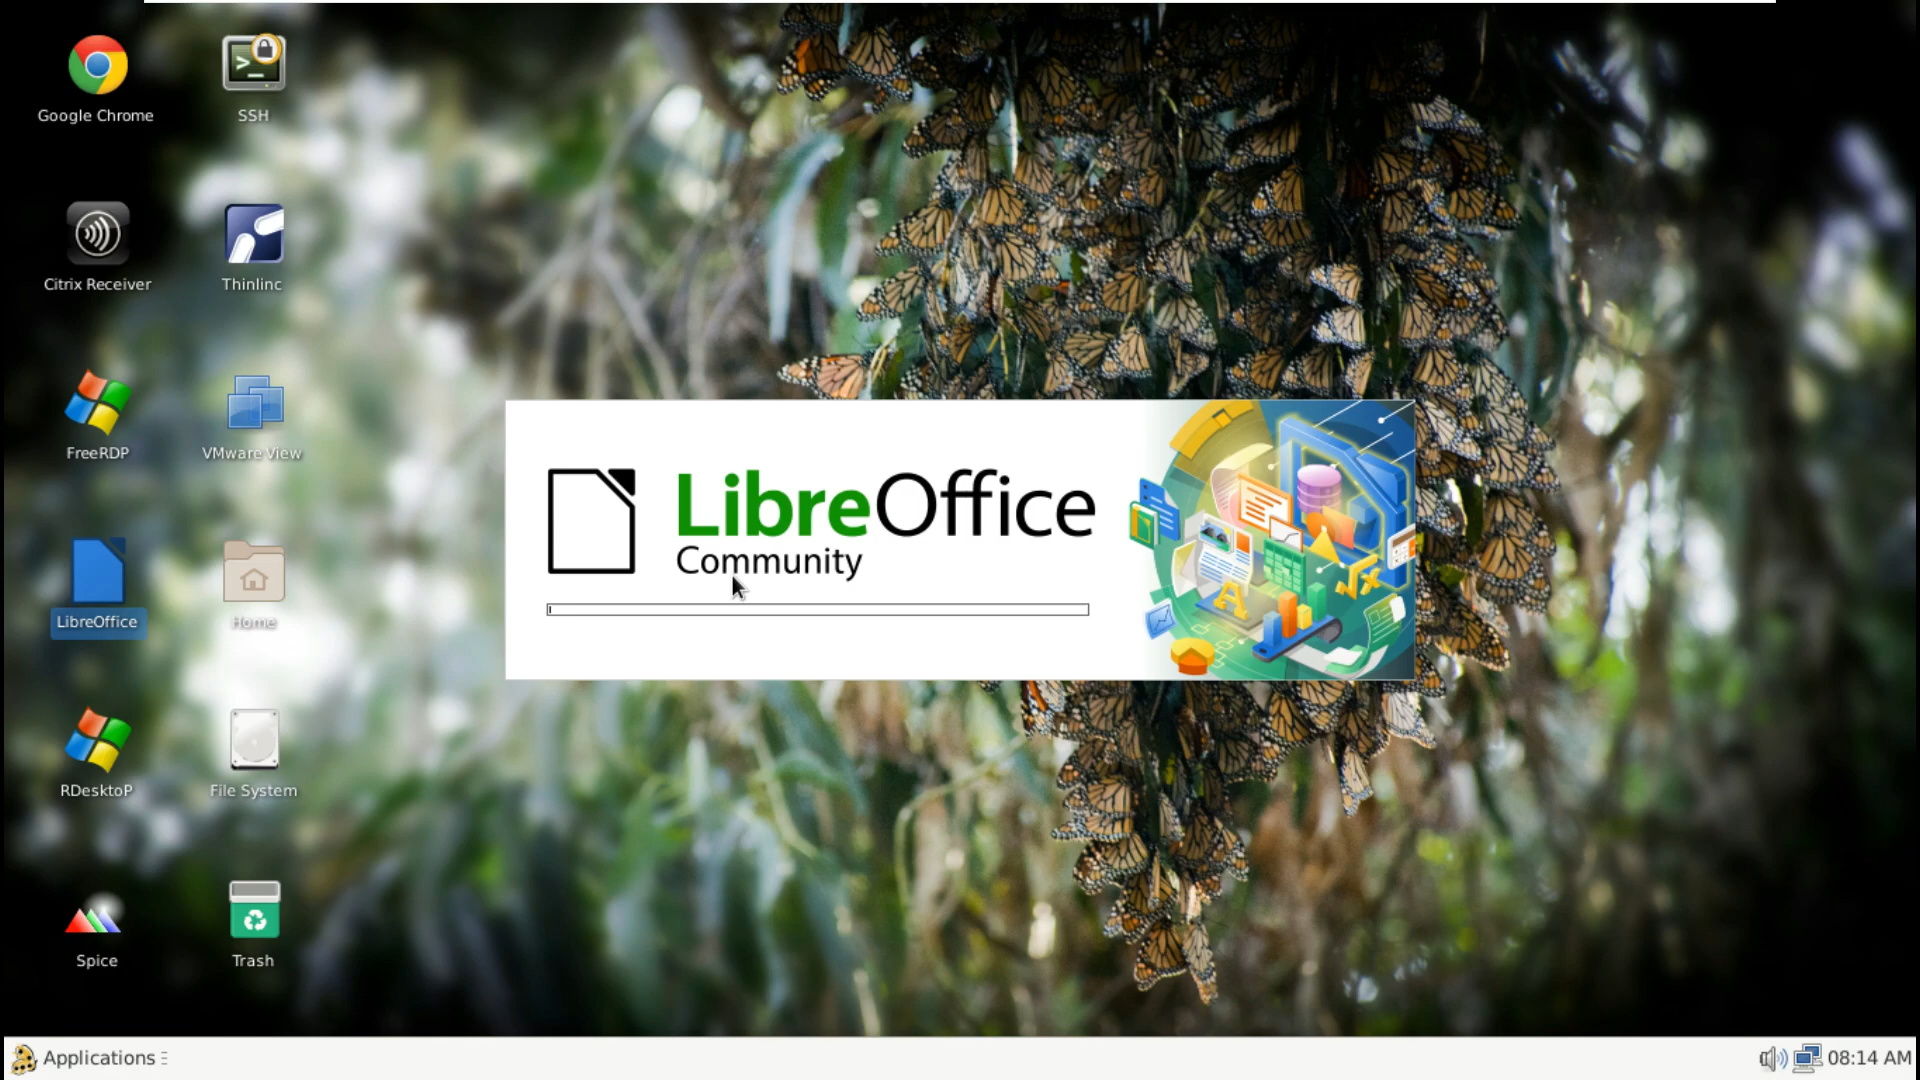 Google Chrome
SSH
Citrix Receiver
Thinlinc
FreeRDP
VMware View
LibreOffice
Community
LibreOffice
Home
RDesktoP
File System
Spice
Trash
Applications
08:14 AM